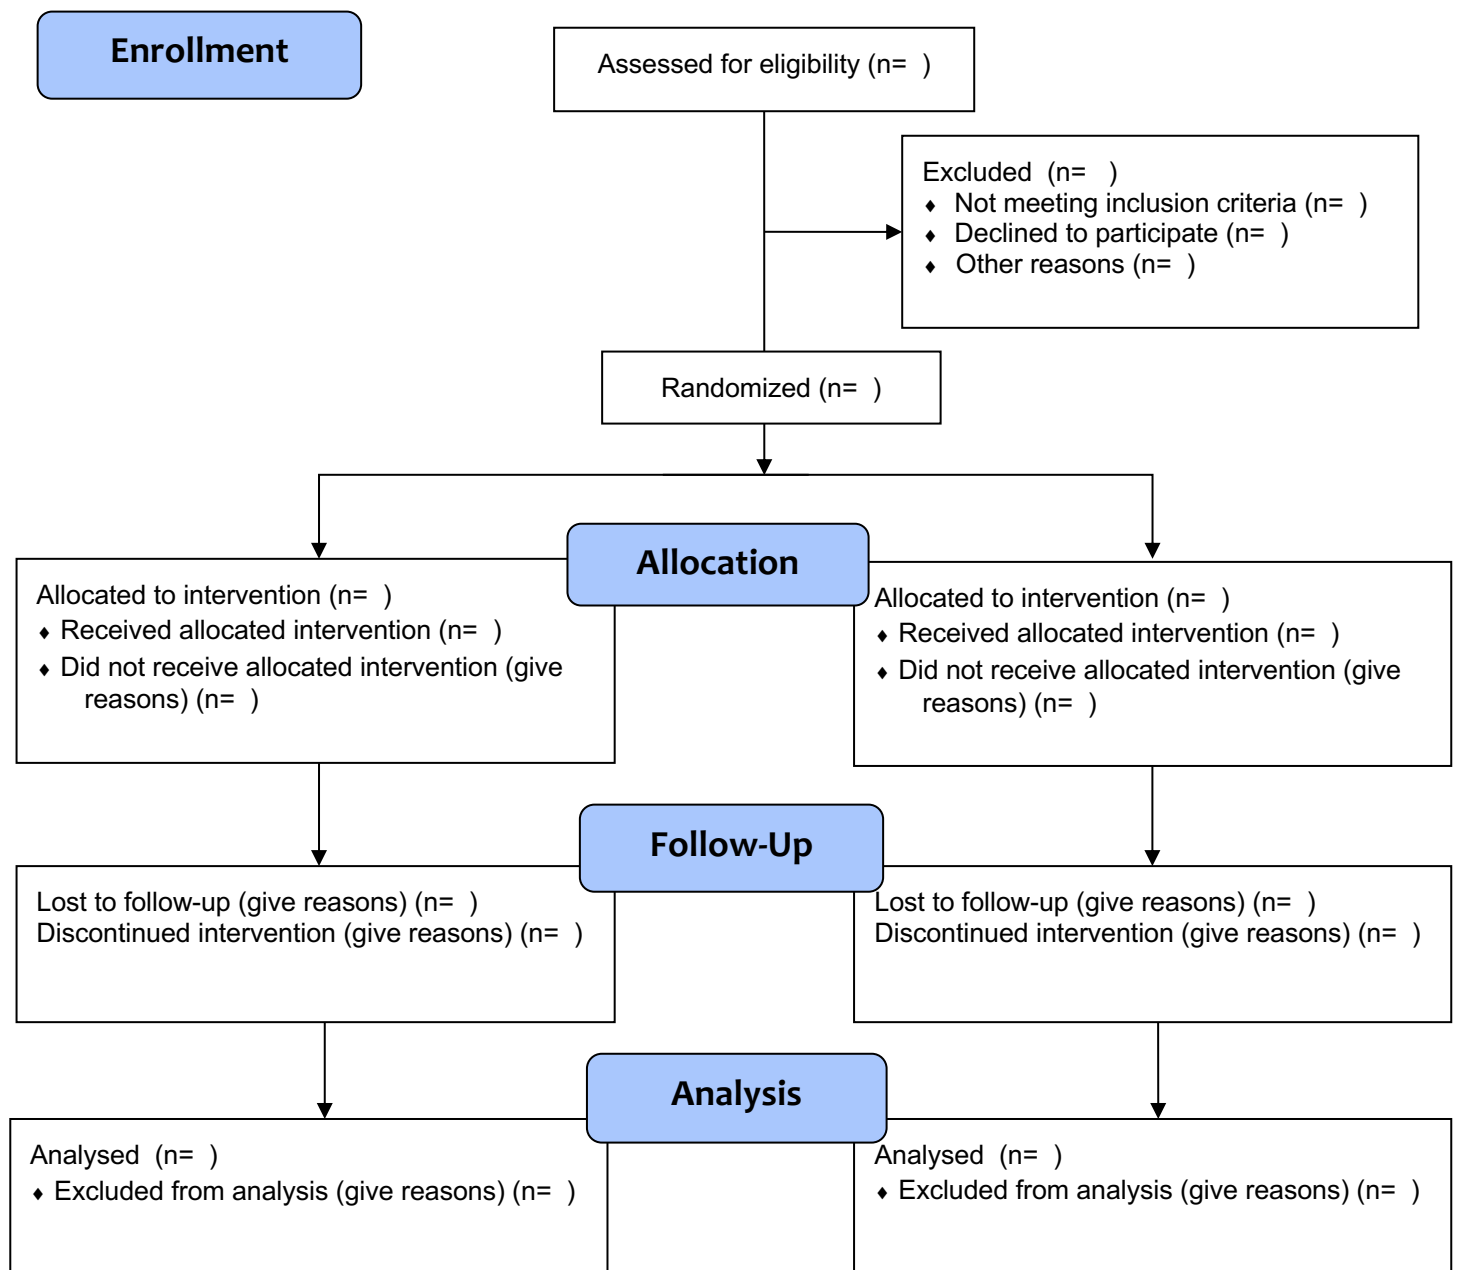 Enrollment
Assessed for eligibility (n=  )
Excluded  (n=   )
♦ Not meeting inclusion criteria (n=  )
♦ Declined to participate (n=  )
♦ Other reasons (n=  )
Randomized (n=  )
Allocation
Allocated to intervention (n=  )
♦ Received allocated intervention (n=  )
♦ Did not receive allocated intervention (give
reasons) (n=  )
Allocated to intervention (n=  )
♦ Received allocated intervention (n=  )
♦ Did not receive allocated intervention (give
reasons) (n=  )
Follow-Up
Lost to follow-up (give reasons) (n=  )
Discontinued intervention (give reasons) (n=  )
Lost to follow-up (give reasons) (n=  )
Discontinued intervention (give reasons) (n=  )
Analysis
Analysed  (n=  )
♦ Excluded from analysis (give reasons) (n=  )
Analysed  (n=  )
♦ Excluded from analysis (give reasons) (n=  )